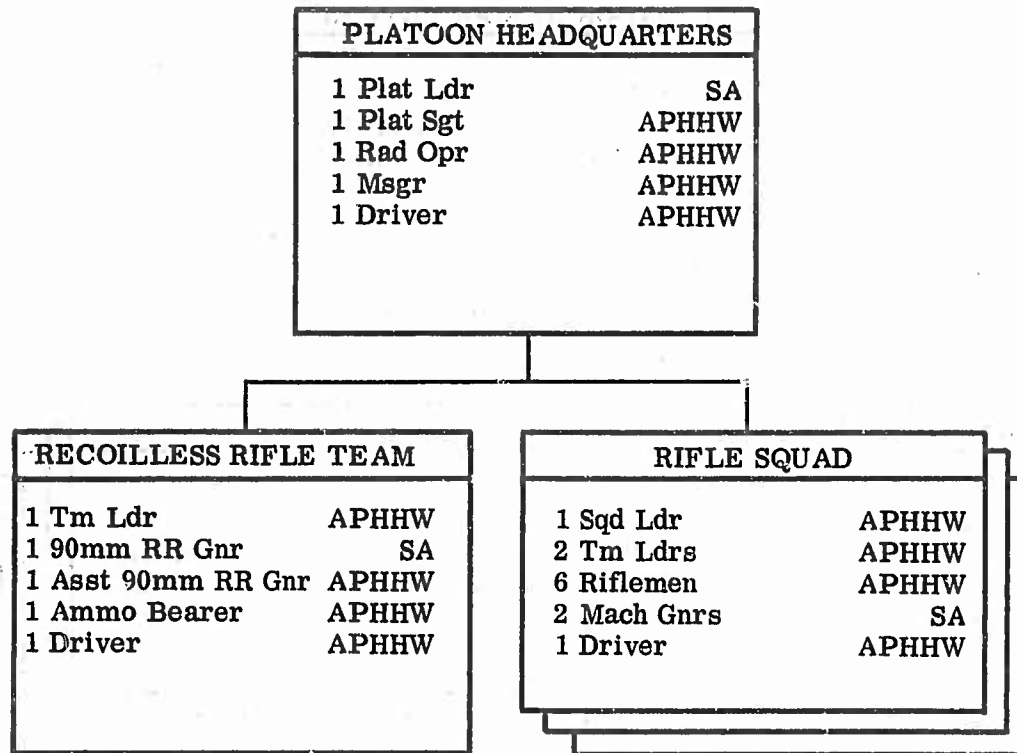 PLATOON HEADQUARTERS
1 Plat Ldr SA
1 Plat Sgt APHHW
1 Rad Opr APHHW
1 Msgr APHHW
1 Driver APHHW
RECOILLESS RIFLE TEAM
1 Tm Ldr APHHW
1 90mm RR Gnr SA
1 Asst 90mm RR Gnr APHHW
1 Ammo Bearer APHHW
1 Driver APHHW
RIFLE SQUAD
1 Sqd Ldr APHHW
2 Tm Ldrs APHHW
6 Riflemen APHHW
2 Mach Gnrs SA
1 Driver APHHW